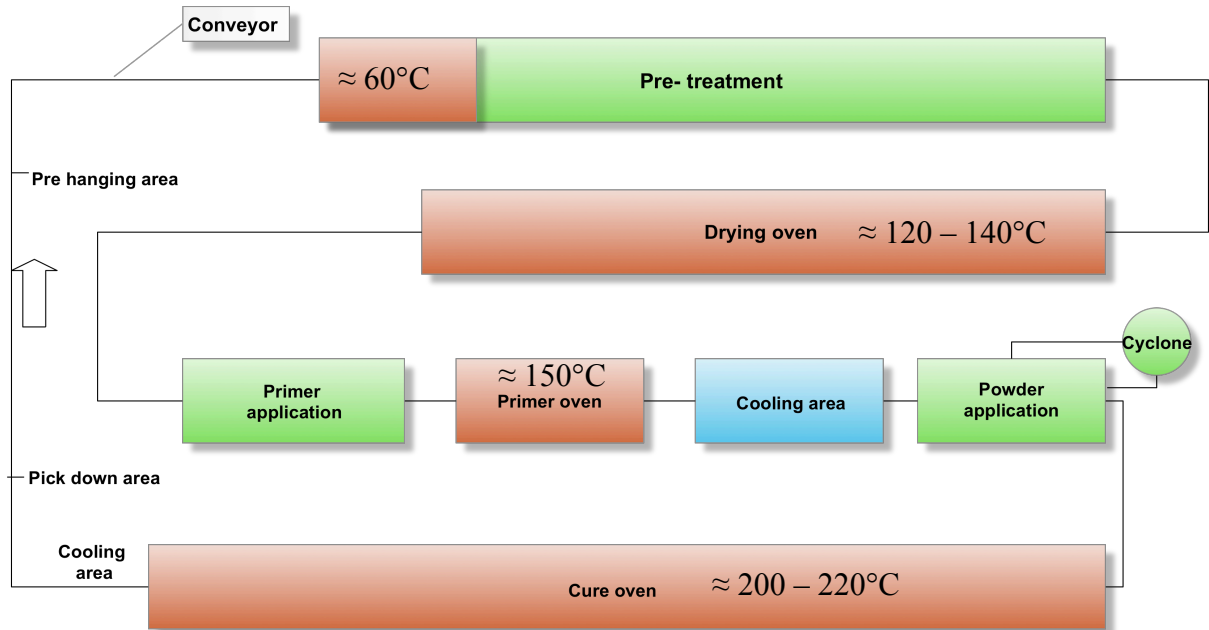 Conveyor
≈ 60°C
Pre- treatment
Pre hanging area
Drying oven
≈ 120 – 140°C
Cyclone
Primer
application
≈ 150°C
Primer oven
Cooling area
Powder
application
Pick down area
Cooling
area
Cure oven
≈ 200 – 220°C